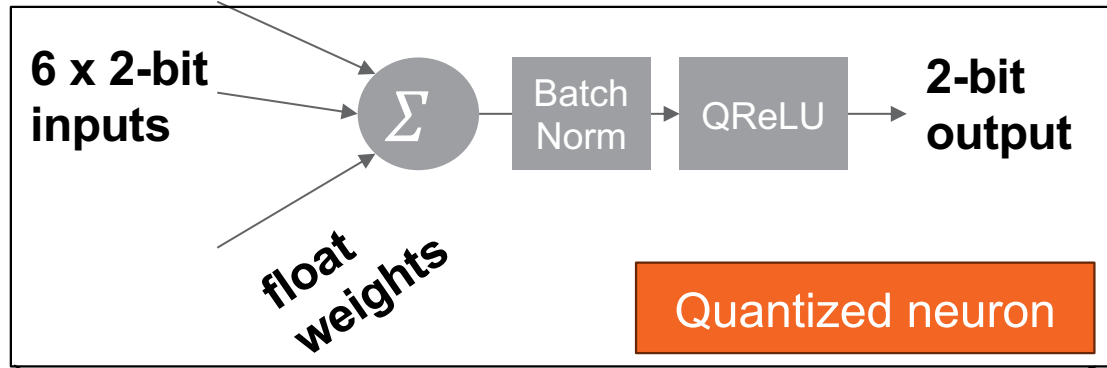 6 x 2-bit
inputs
Σ
Batch
Norm
QReLU
2-bit
output
float
weights
Quantized neuron